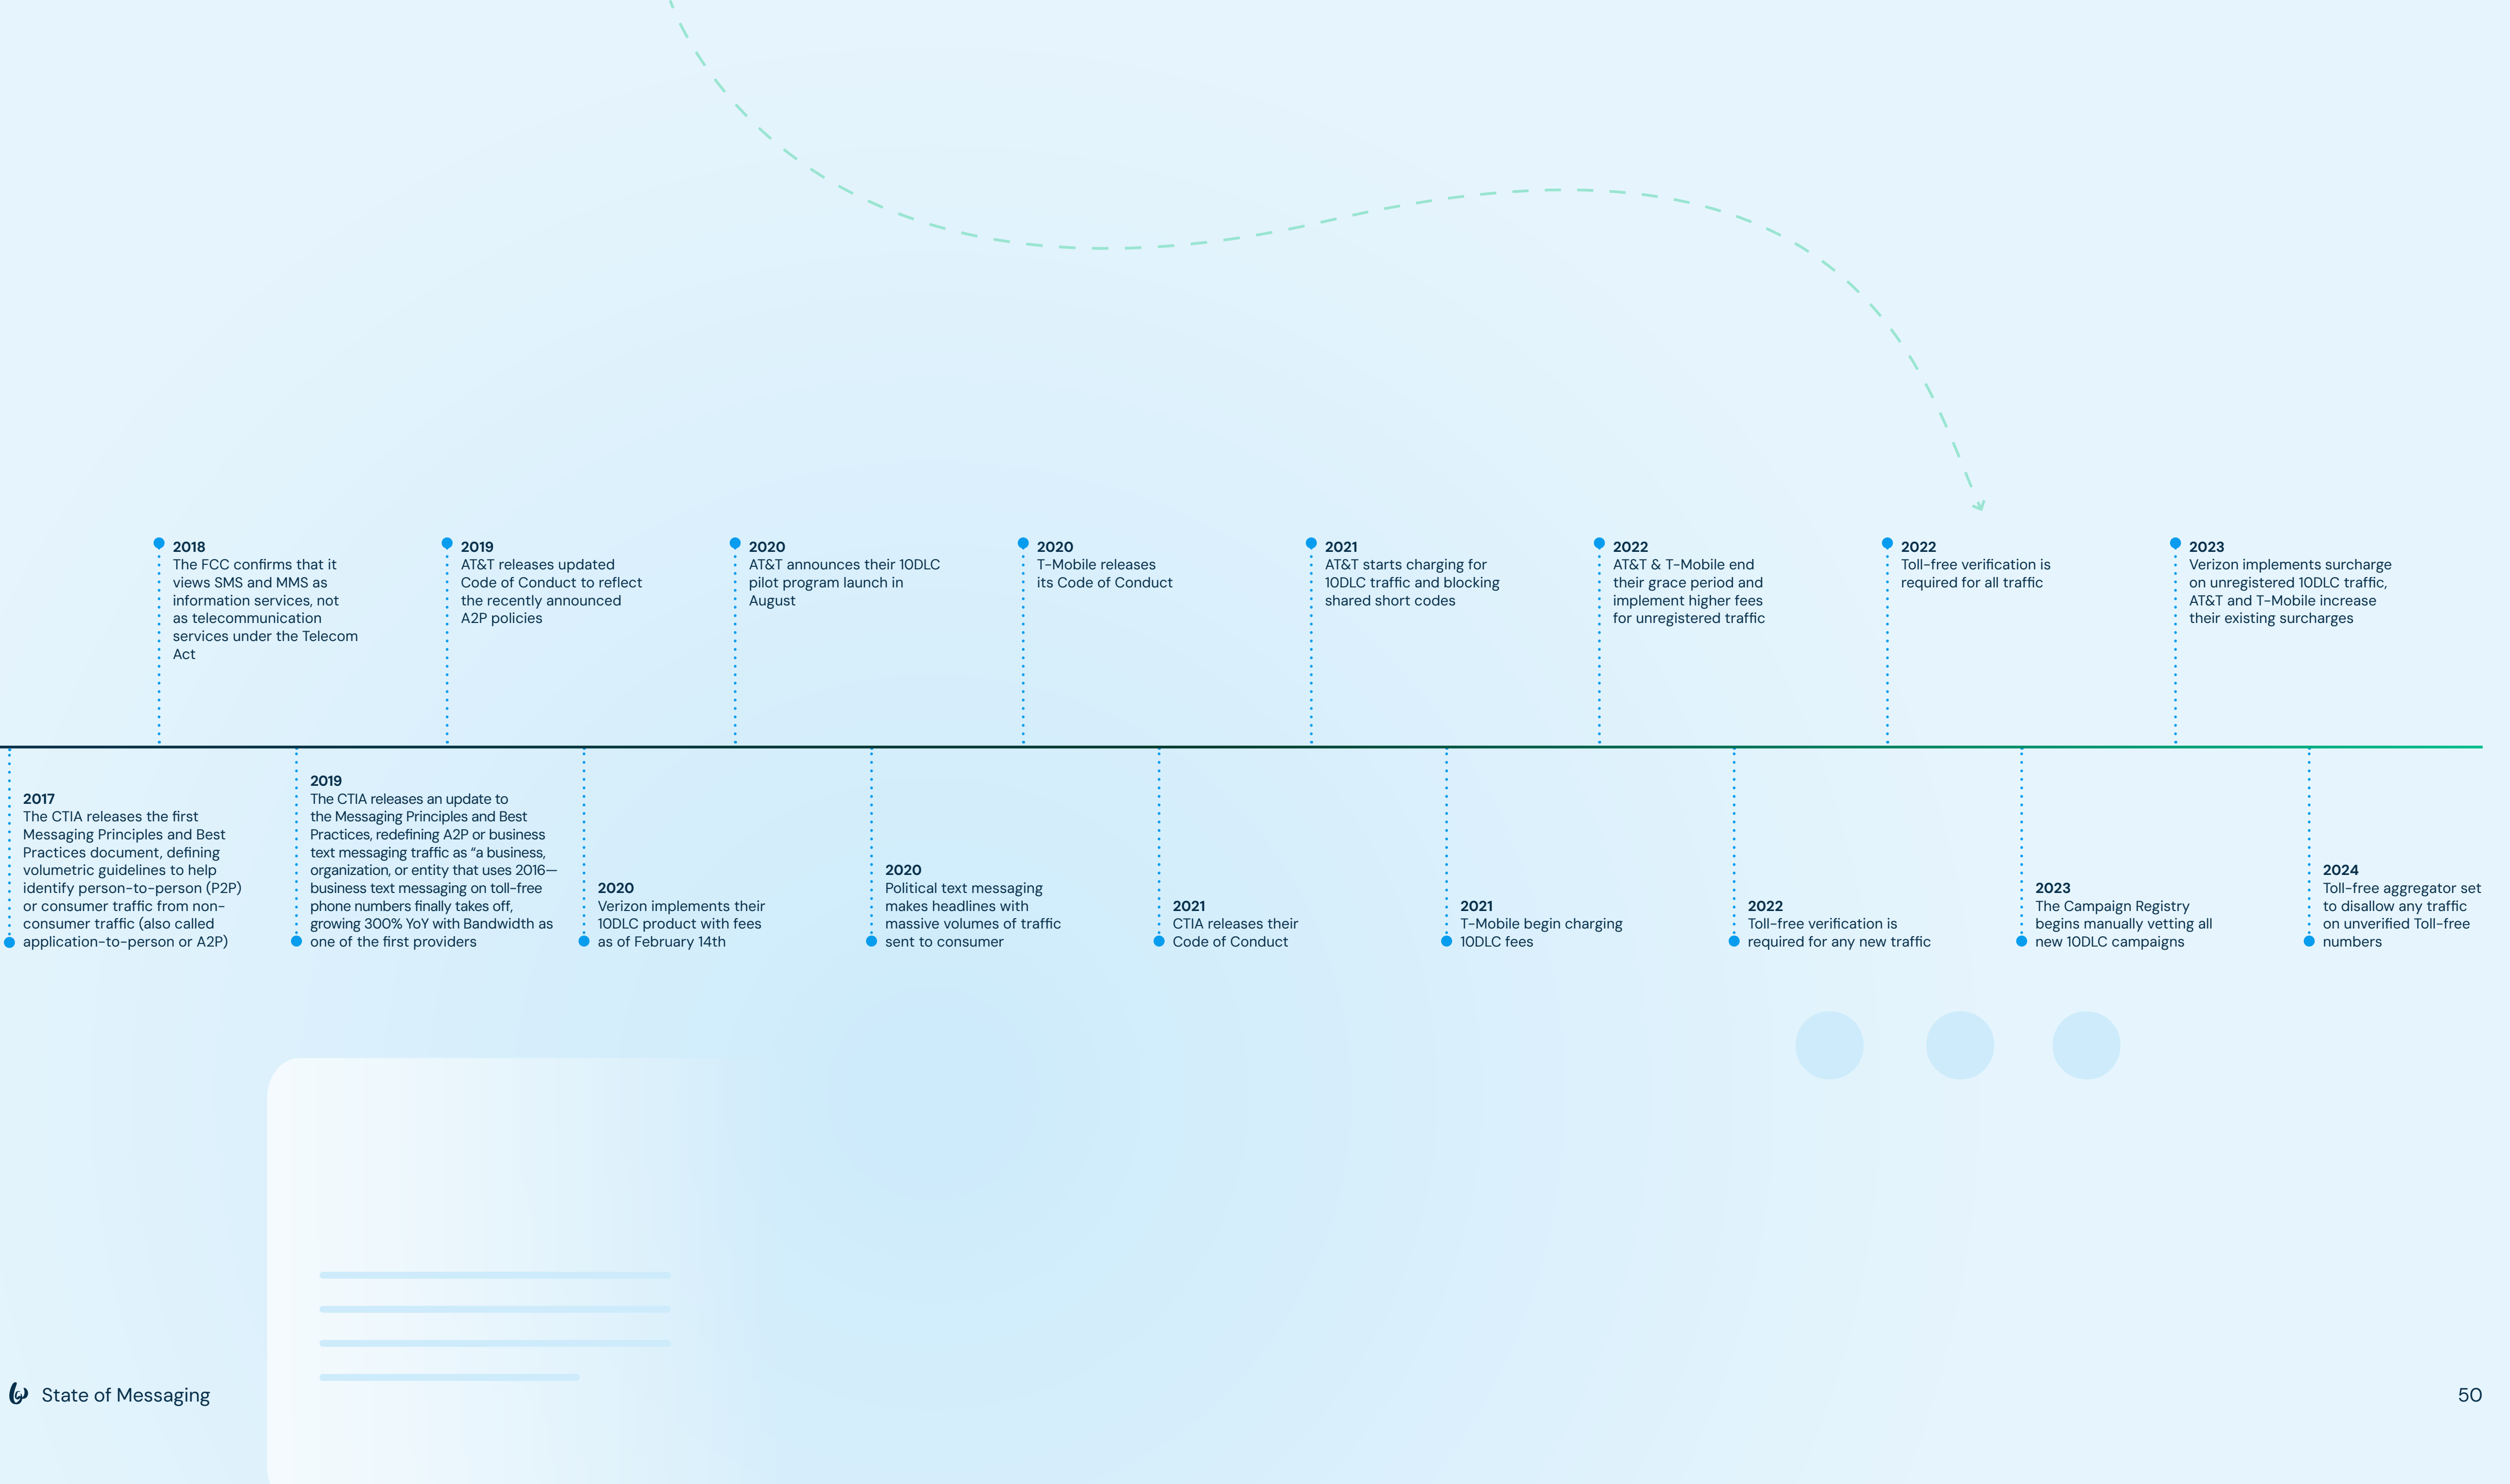 2018
The FCC confirms that it
views SMS and MMS as
information services, not
as telecommunication
services under the Telecom
Act
2019
AT&T releases updated
Code of Conduct to reflect
the recently announced
A2P policies
2020
AT&T announces their 10DLC
pilot program launch in
August
2020
T-Mobile releases
its Code of Conduct
2021
AT&T starts charging for
10DLC traffic and blocking
shared short codes
2022
AT&T & T-Mobile end
their grace period and
implement higher fees
for unregistered traffic
2022
Toll-free verification is
required for all traffic
2023
Verizon implements surcharge
on unregistered 10DLC traffic,
AT&T and T-Mobile increase
their existing surcharges
2017
The CTIA releases the first
Messaging Principles and Best
Practices document, defining
volumetric guidelines to help
identify person-to-person (P2P)
or consumer traffic from non-
consumer traffic (also called
application-to-person or A2P)
2019
The CTIA releases an update to
the Messaging Principles and Best
Practices, redefining A2P or business
text messaging traffic as “a business,
organization, or entity that uses 2016—
business text messaging on toll-free
phone numbers finally takes off,
growing 300% YoY with Bandwidth as
one of the first providers
2020
Verizon implements their
10DLC product with fees
as of February 14th
2020
Political text messaging
makes headlines with
massive volumes of traffic
sent to consumer
2021
CTIA releases their
Code of Conduct
2021
T-Mobile begin charging
10DLC fees
2022
Toll-free verification is
required for any new traffic
2023
The Campaign Registry
begins manually vetting all
new 10DLC campaigns
2024
Toll-free aggregator set
to disallow any traffic
on unverified Toll-free
numbers
State of Messaging
50